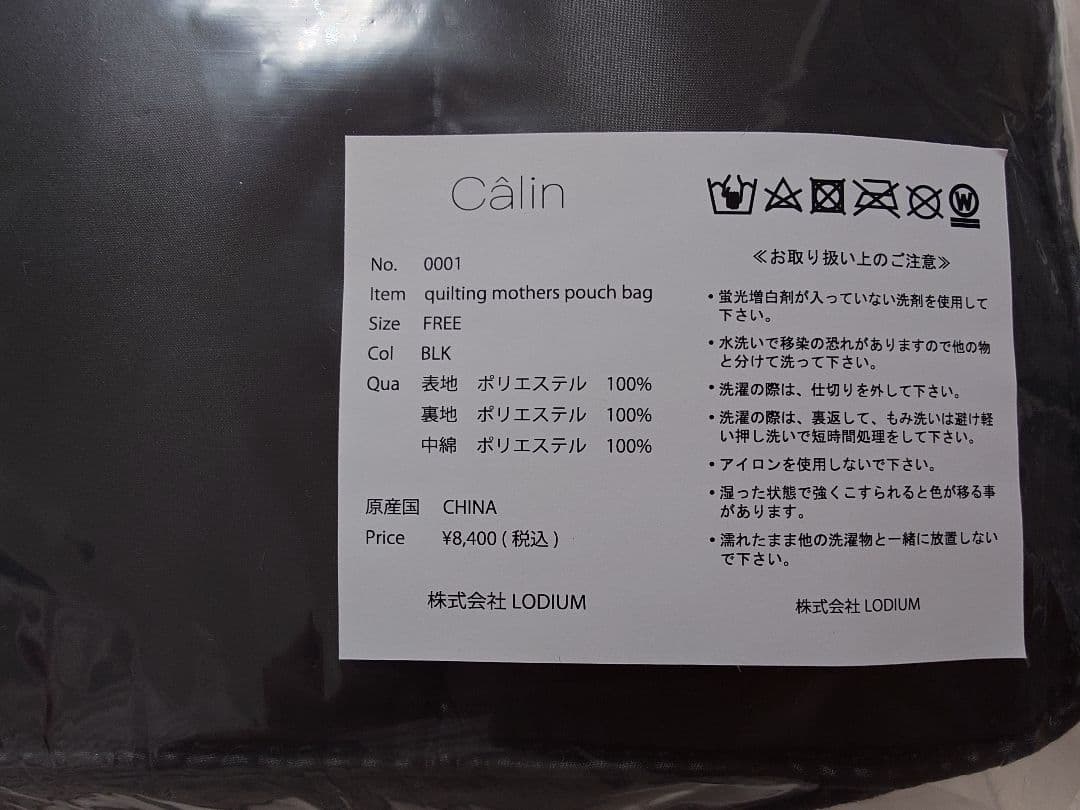 Câlin
No. 0001
Item quilting mothers pouch bag
Size FREE
Col BLK
Qua 表地 ポリエステル 100%
裏地 ポリエステル 100%
中綿 ポリエステル 100%
原産国 CHINA
Price ¥8,400 ( 税込 )
株式会社 LODIUM
W
≪お取り扱い上のご注意≫
・蛍光増白剤が入っていない洗剤を使用して
下さい。
・水洗いで移染の恐れがありますので他の物
と分けて洗って下さい。
・洗濯の際は、仕切りを外して下さい。
・洗濯の際は、裏返して、もみ洗いは避け軽
い押し洗いで短時間処理をして下さい。
・アイロンを使用しないで下さい。
・湿った状態で強くこすられると色が移る事
があります。
・濡れたまま他の洗濯物と一緒に放置しない
で下さい。
株式会社 LODIUM